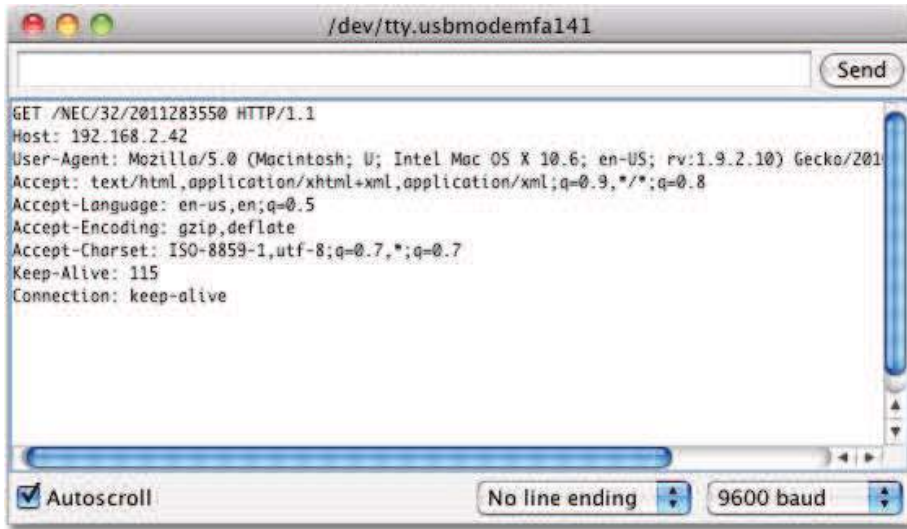 /dev/tty.usbmodemfa141
Send
GET /NEC/32/2011283550 HTTP/1.1
Host: 192.168.2.42
User-Agent: Mozilla/5.0 (Macintosh; U; Intel Mac OS X 10.6; en-US; rv:1.9.2.10) Gecko/201
Accept: text/html,application/xhtml+xml,application/xml;q=0.9,*/*;q=0.8
Accept-Language: en-us,en;q=0.5
Accept-Encoding: gzip,deflate
Accept-Charset: ISO-8859-1,utf-8;q=0.7,*;q=0.7
Keep-Alive: 115
Connection: keep-alive
Autoscroll
No line ending
9600 baud